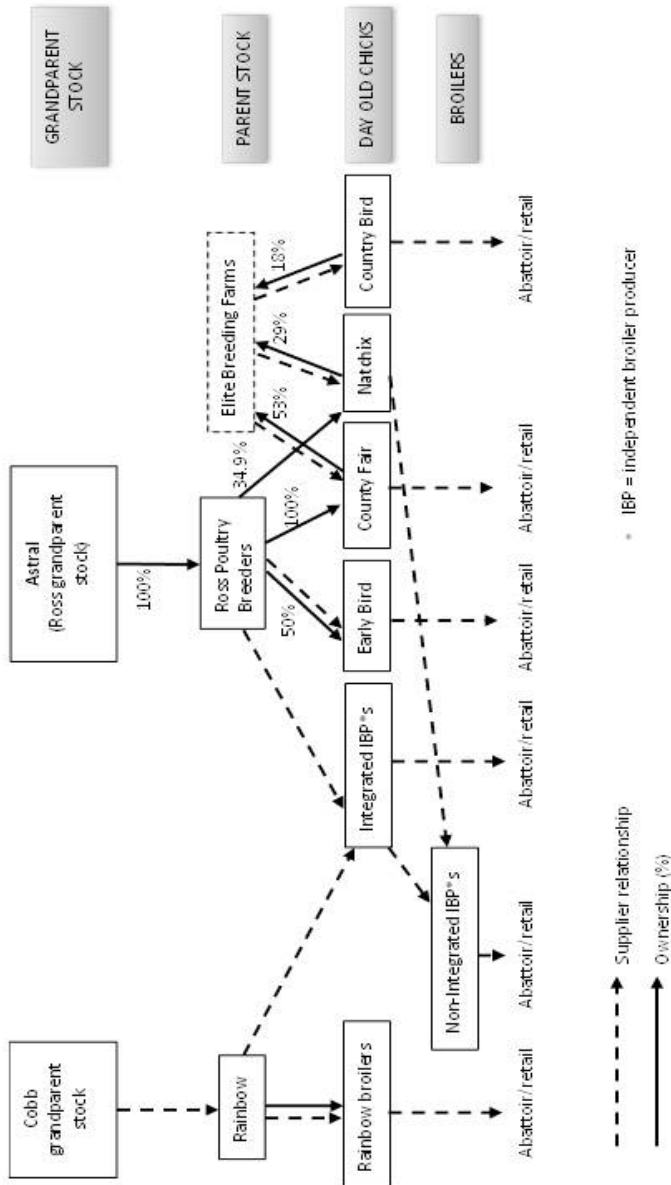 GRANDPARENT
STOCK
PARENT STOCK
DAY OLD CHICKS
BROILERS
Cobb
grandparent
stock
Astral
(Ross grandparent
stock)
100%
Rainbow
Ross Poultry
Breeders
Elite Breeding Farms
50%
100%
34.9%
53%
29%
18%
Rainbow broilers
Integrated IBP*s
Early Bird
County Fair
Natchix
Country Bird
Non-Integrated IBP*s
Abattoir/retail
Abattoir/retail
Abattoir/retail
Abattoir/retail
Abattoir/retail
Abattoir/retail
Supplier relationship
Ownership (%)
* IBP = independent broiler producer